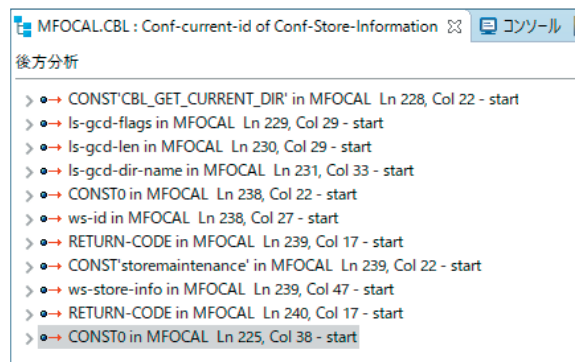 MFOCAL.CBL : Conf-current-id of Conf-Store-Information コンソール
後方分析
CONST'CBL_GET_CURRENT_DIR' in MFOCAL Ln 228, Col 22 - start
ls-gcd-flags in MFOCAL Ln 229, Col 29 - start
ls-gcd-len in MFOCAL Ln 230, Col 29 - start
ls-gcd-dir-name in MFOCAL Ln 231, Col 33 - start
CONST0 in MFOCAL Ln 238, Col 22 - start
ws-id in MFOCAL Ln 238, Col 27 - start
RETURN-CODE in MFOCAL Ln 239, Col 17 - start
CONST'storemaintenance' in MFOCAL Ln 239, Col 22 - start
ws-store-info in MFOCAL Ln 239, Col 47 - start
RETURN-CODE in MFOCAL Ln 240, Col 17 - start
CONST0 in MFOCAL Ln 225, Col 38 - start